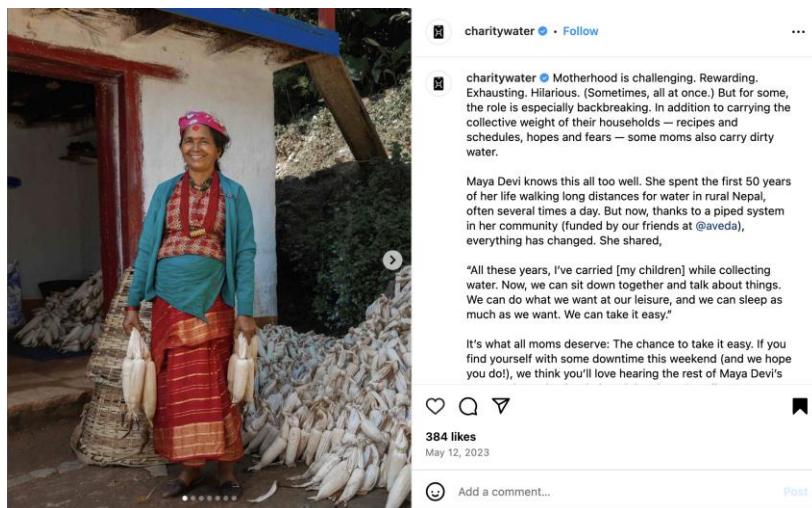 charitywater • Follow
charitywater Motherhood is challenging. Rewarding.
Exhausting. Hilarious. (Sometimes, all at once.) But for some,
the role is especially backbreaking. In addition to carrying the
collective weight of their households — recipes and
schedules, hopes and fears — some moms also carry dirty
water.
Maya Devi knows this all too well. She spent the first 50 years
of her life walking long distances for water in rural Nepal,
often several times a day. But now, thanks to a piped system
in her community (funded by our friends at @aveda),
everything has changed. She shared,
“All these years, I’ve carried [my children] while collecting
water. Now, we can sit down together and talk about things.
We can do what we want at our leisure, and we can sleep as
much as we want. We can take it easy.”
It’s what all moms deserve: The chance to take it easy. If you
find yourself with some downtime this weekend (and we hope
you do!), we think you’ll love hearing the rest of Maya Devi’s
384 likes
May 12, 2023
Add a comment...
Post